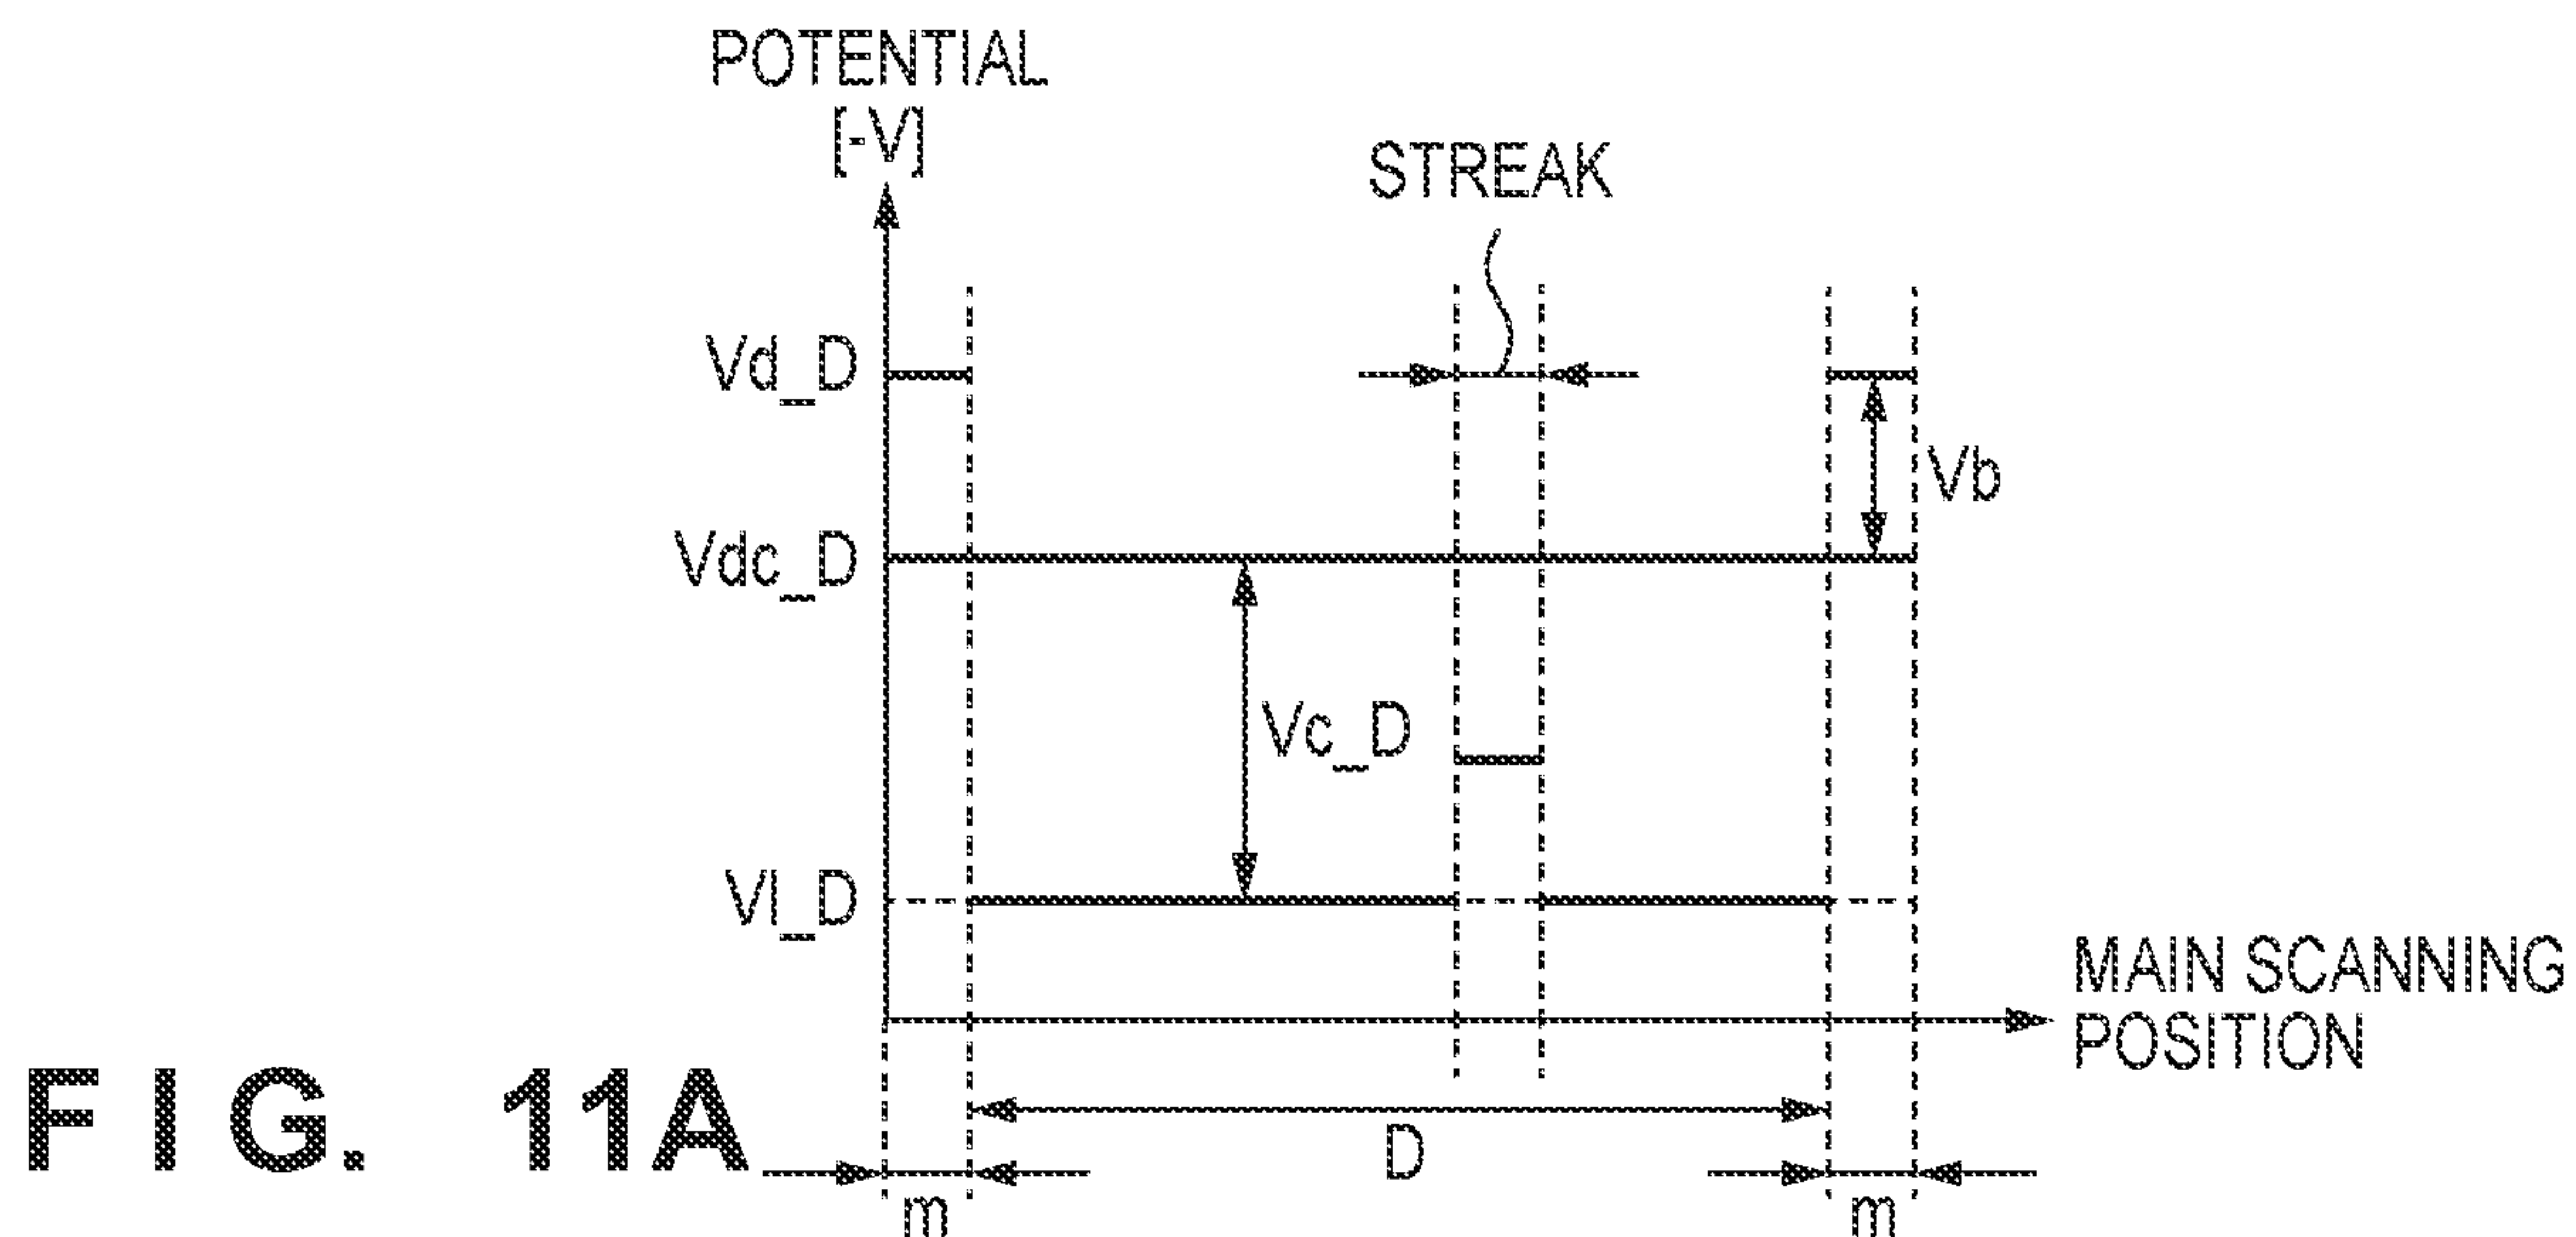 POTENTIAL
[-V]
STREAK
Vd_D
Vb
Vdc_D
Vc_D
Vl_D
MAIN SCANNING
POSITION
D
m
m
FIG. 11A